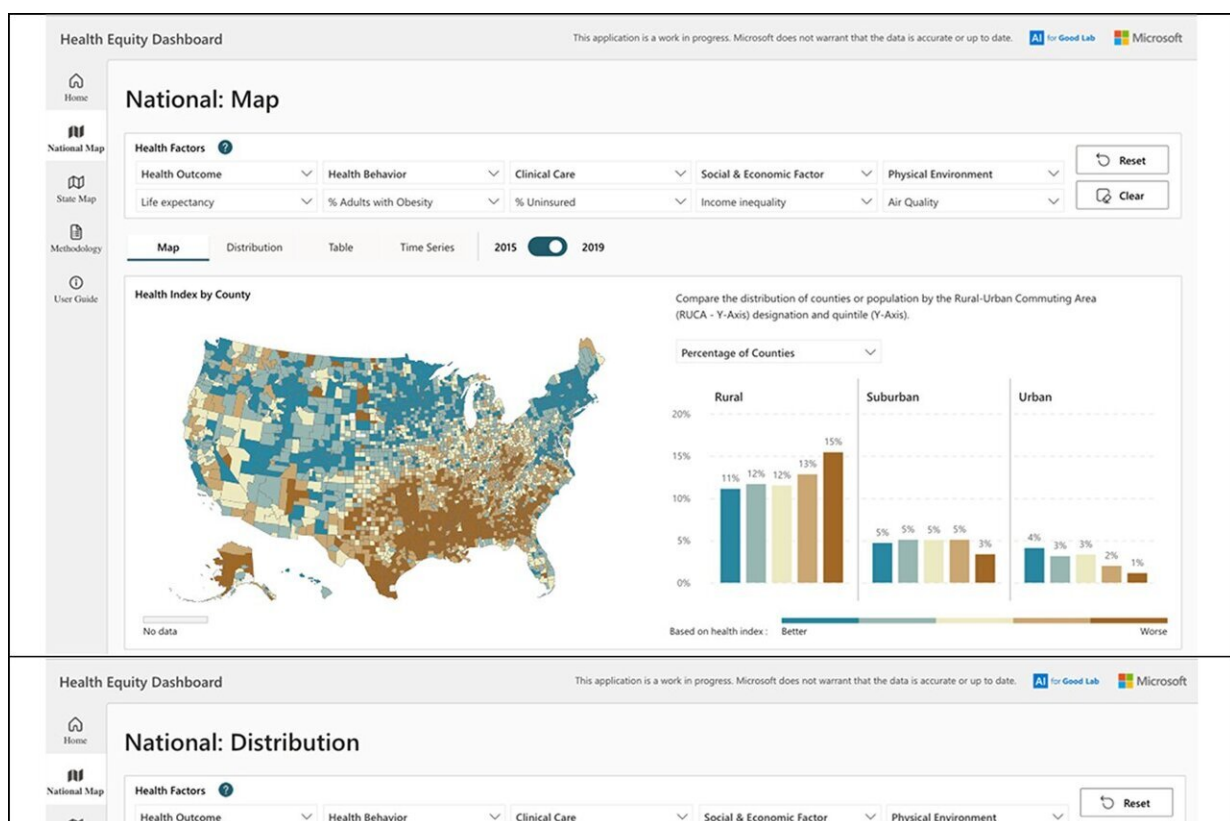 Health Equity Dashboard
This application is a work in progress. Microsoft does not warrant that the data is accurate or up to date.
AI for Good Lab
Microsoft
Home
National Map
State Map
Methodology
User Guide
National: Map
Health Factors ?
Health Outcome
Health Behavior
Clinical Care
Social & Economic Factor
Physical Environment
Life expectancy
% Adults with Obesity
% Uninsured
Income inequality
Air Quality
Reset
Clear
Map
Distribution
Table
Time Series
2015
2019
Health Index by County
No data
Compare the distribution of counties or population by the Rural-Urban Commuting Area
(RUCA - Y-Axis) designation and quintile (Y-Axis).
Percentage of Counties
Rural
Suburban
Urban
20%
15%
10%
5%
0%
11%
12%
12%
13%
15%
5%
5%
5%
5%
3%
4%
3%
3%
2%
1%
Based on health index :
Better
Worse
Health Equity Dashboard
This application is a work in progress. Microsoft does not warrant that the data is accurate or up to date.
AI for Good Lab
Microsoft
Home
National Map
National: Distribution
Health Factors ?
Reset
Health Outcome
Health Behavior
Clinical Care
Social & Economic Factor
Physical Environment